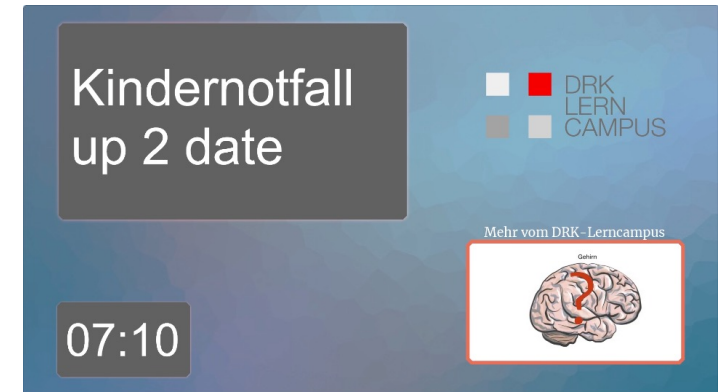 Kindernotfall
up 2 date
DRK
LERN
CAMPUS
Mehr vom DRK-Lerncampus
Gehirn
?
07:10